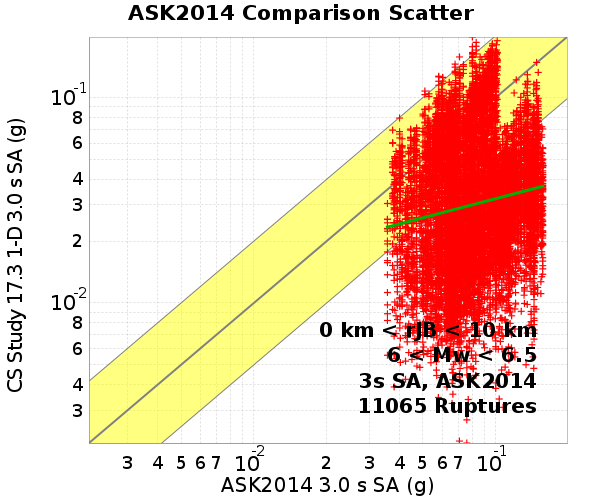 ASK2014 Comparison Scatter
CS Study 17.3 1-D 3.0 s SA (g)
10-1
8
6
4
3
2
10-2
8
6
4
3
0 km < rJB < 10 km
6 < Mw < 6.5
3s SA, ASK2014
11065 Ruptures
3 4 5 6 7 10-2 2 3 4 5 6 7 10-1
ASK2014 3.0 s SA (g)